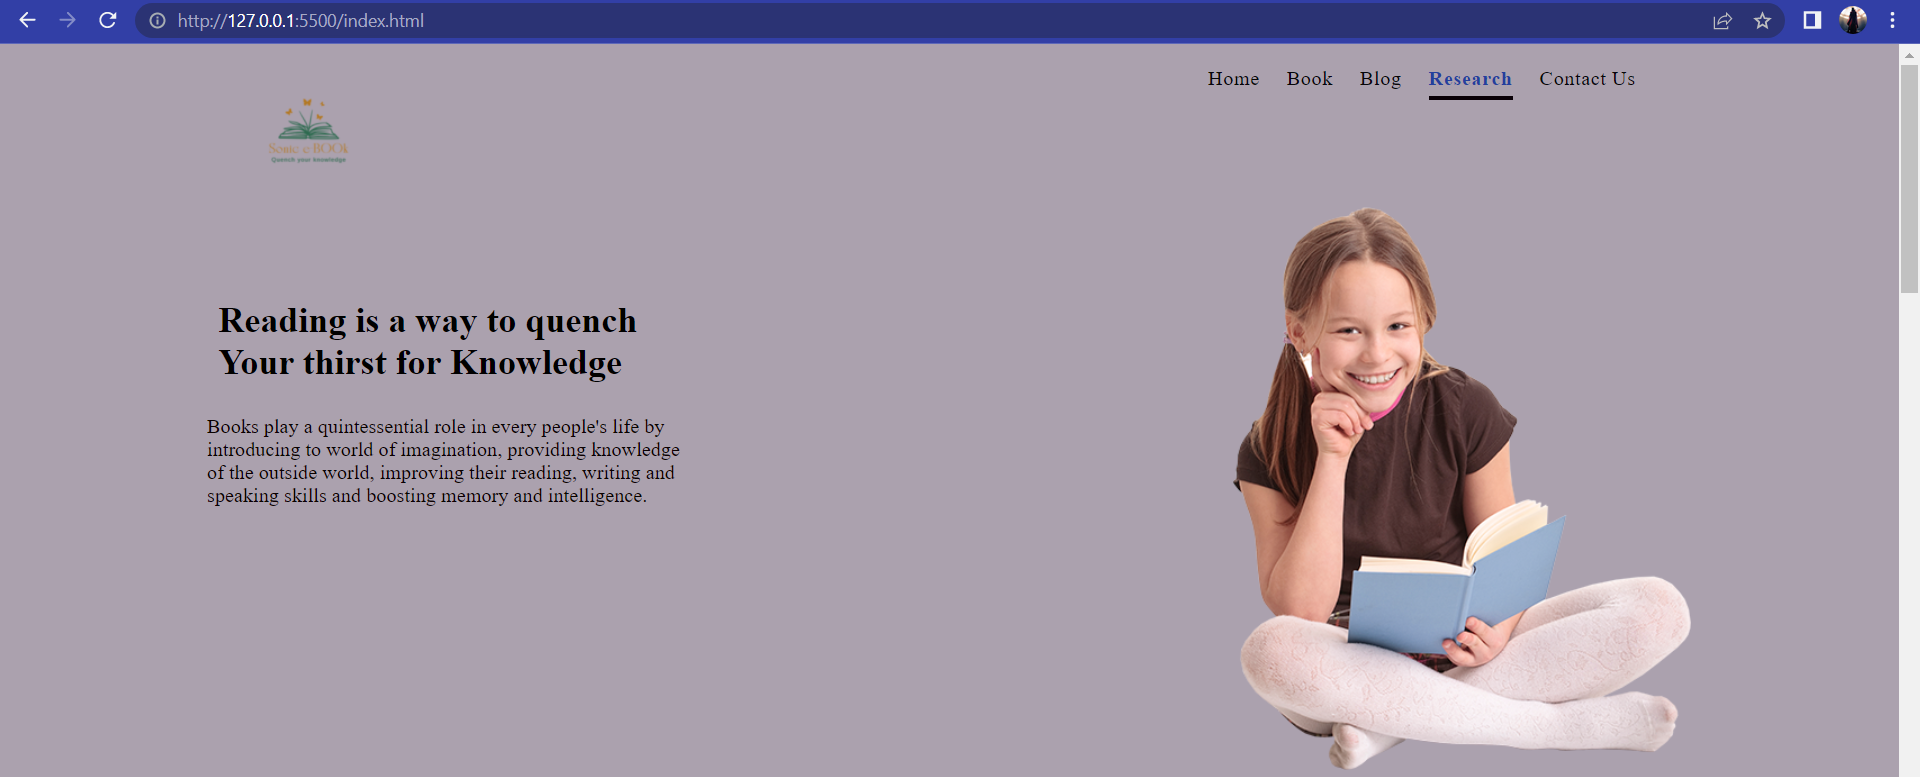 http://127.0.0.1:5500/index.html
Home Book Blog Research Contact Us
Quench your knowledge
Reading is a way to quench
Your thirst for Knowledge
Books play a quintessential role in every people's life by
introducing to world of imagination, providing knowledge
of the outside world, improving their reading, writing and
speaking skills and boosting memory and intelligence.